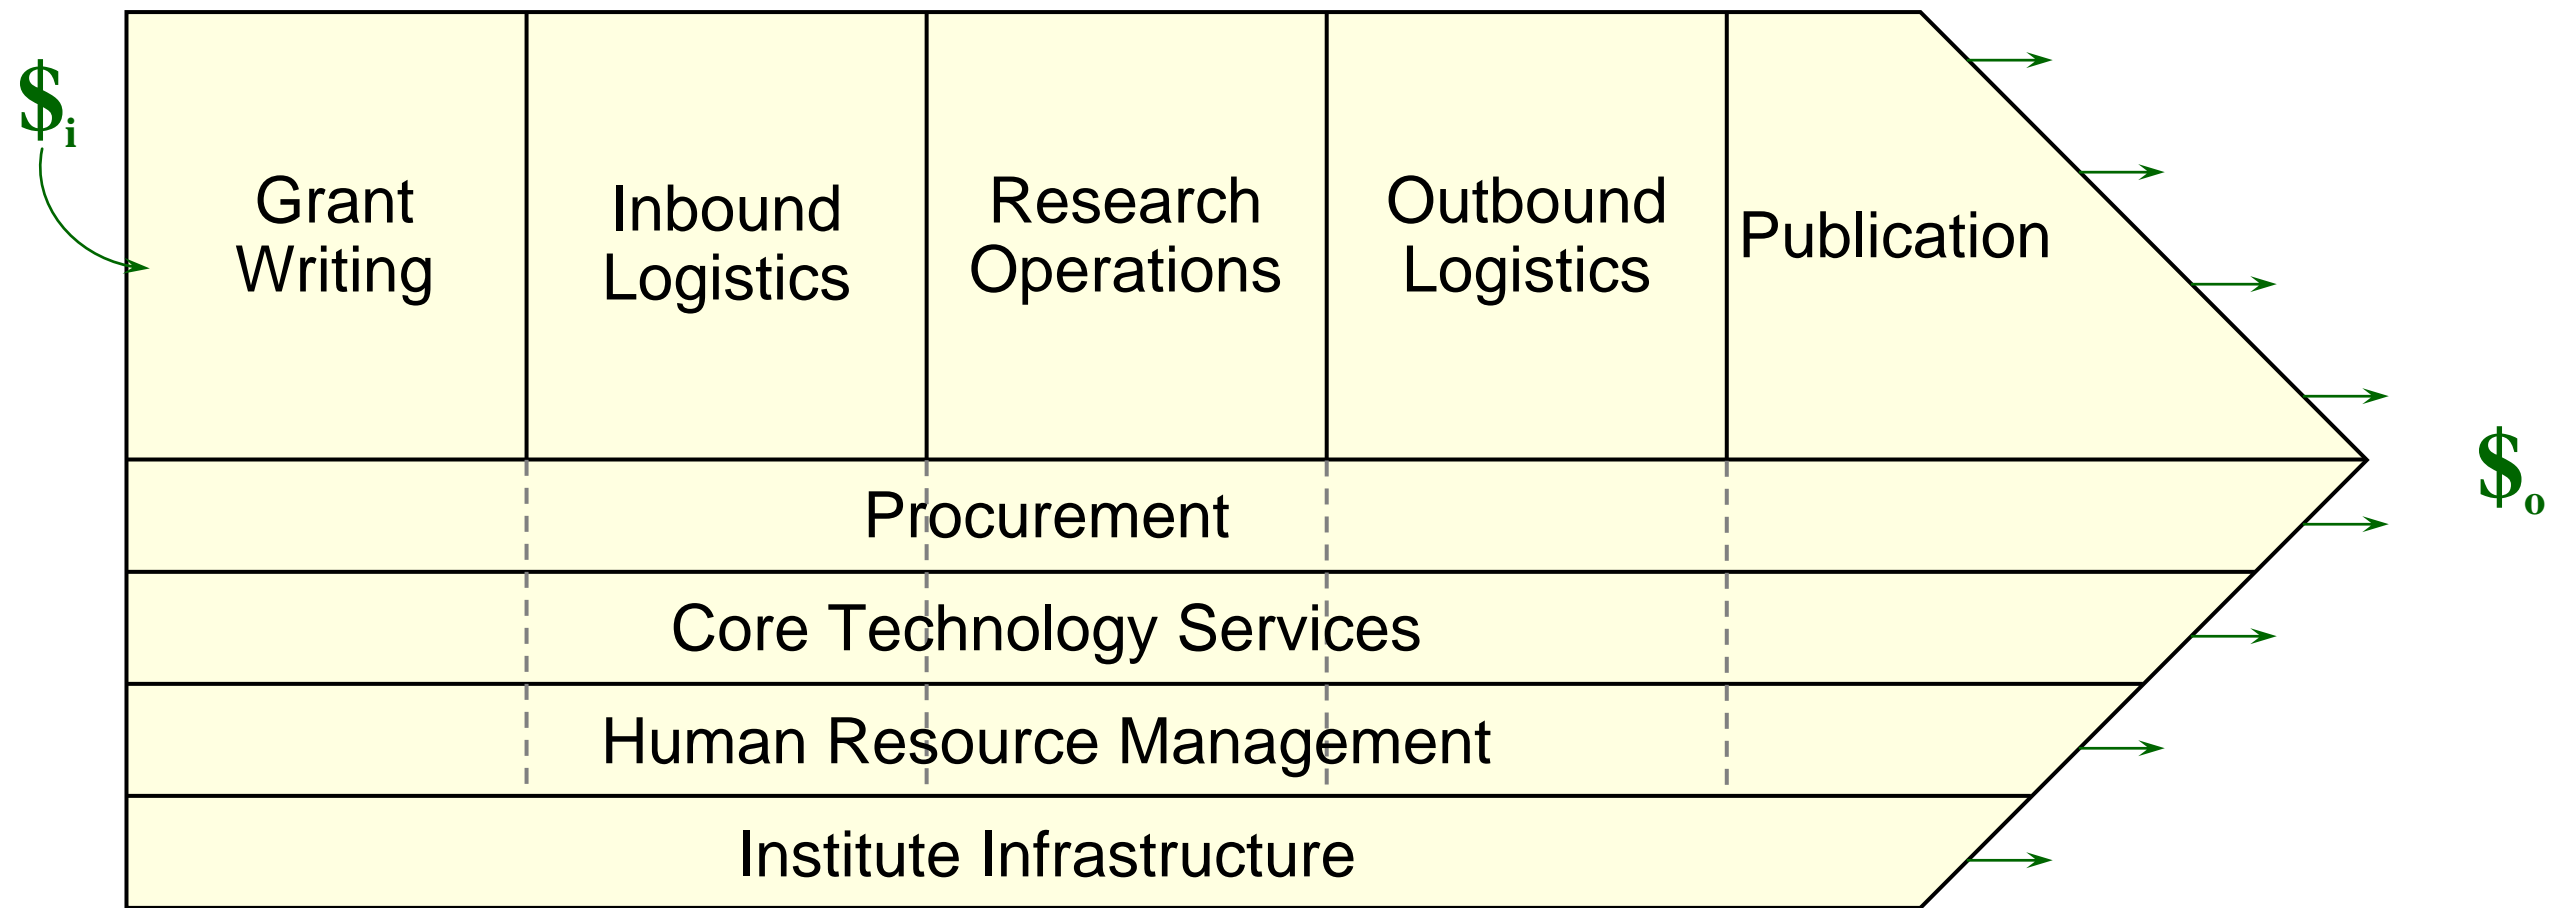 $i
Grant
Writing
Inbound
Logistics
Research
Operations
Outbound
Logistics
Publication
Procurement
$o
Core Technology Services
Human Resource Management
Institute Infrastructure